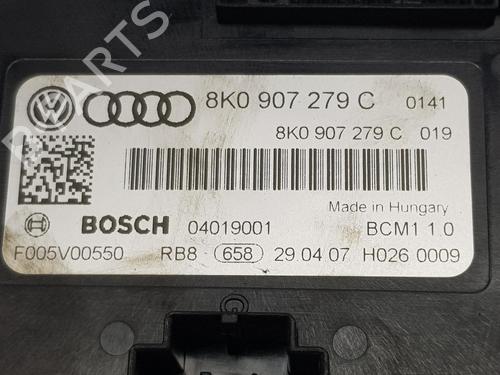 8K0 907 279 C 0141
8K0 907 279 C 019
Made in Hungary
BOSCH 04019001 BCM1 1.0
F005V00550 RB8 658 29.04.07 H026 0009